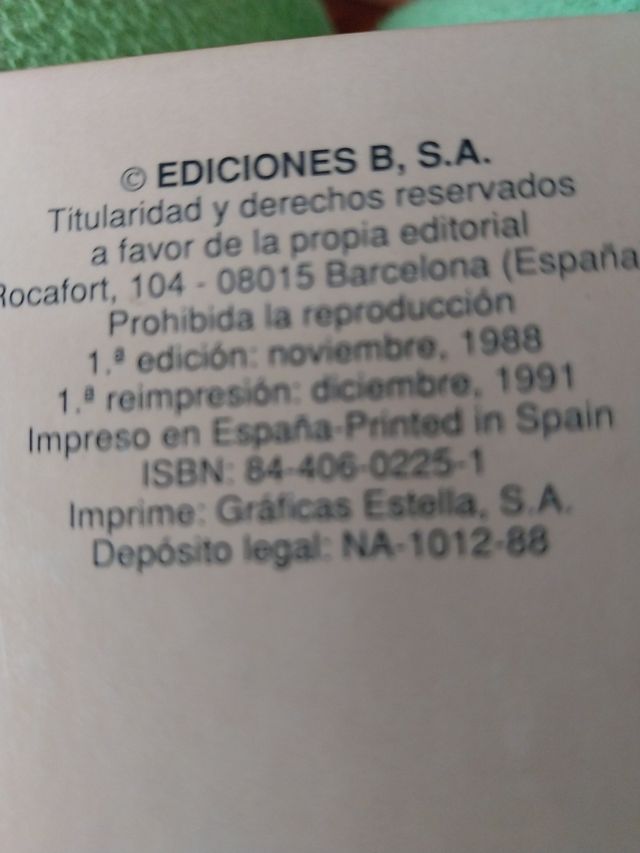 © EDICIONES B, S.A.
Titularidad y derechos reservados
a favor de la propia editorial
Rocafort, 104 - 08015 Barcelona (España
Prohibida la reproducción
1.ª edición: noviembre, 1988
1.ª reimpresión: diciembre, 1991
Impreso en España-Printed in Spain
ISBN: 84-406-0225-1
Imprime: Gráficas Estella, S.A.
Depósito legal: NA-1012-88